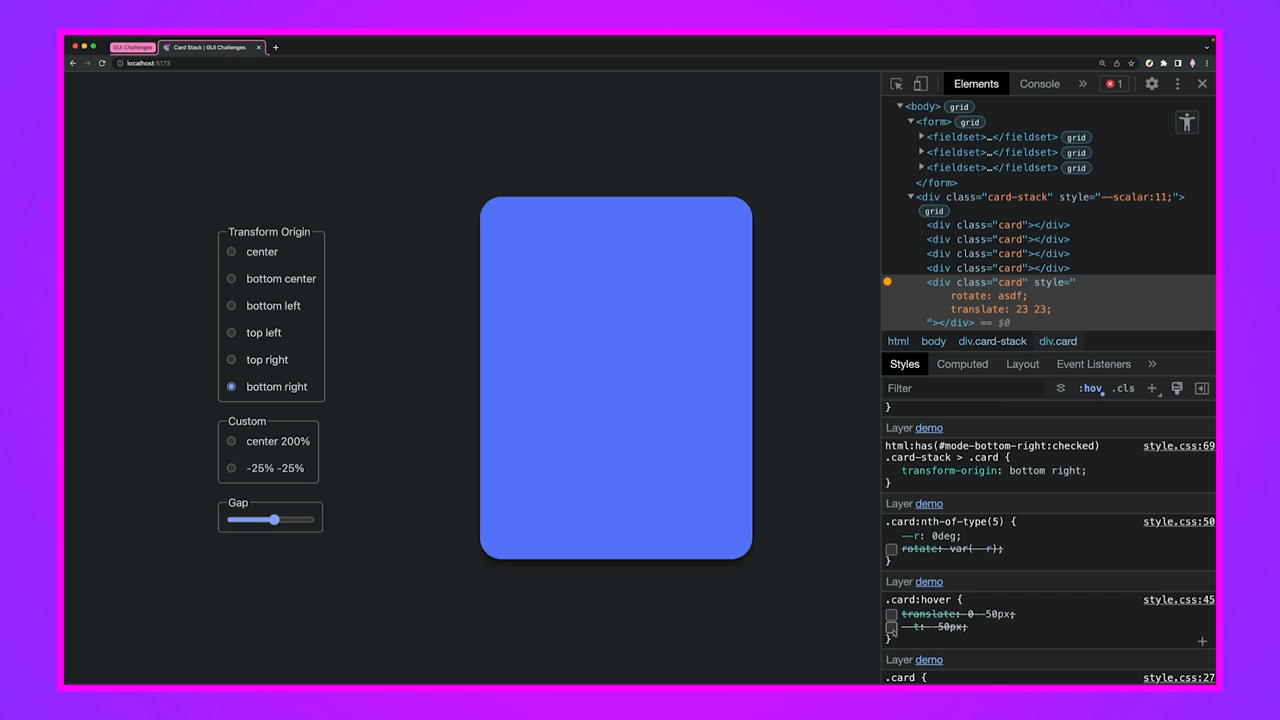 GUI Challenges
Card Stack | GUI Challenges
localhost:5173
Transform Origin
center
bottom center
bottom left
top left
top right
bottom right
Custom
center 200%
-25% -25%
Gap
Elements Console » 1
<body> grid
<form> grid
<fieldset>…</fieldset> grid
<fieldset>…</fieldset> grid
<fieldset>…</fieldset> grid
</form>
<div class="card-stack" style="--scalar:11;">
grid
<div class="card"></div>
<div class="card"></div>
<div class="card"></div>
<div class="card"></div>
<div class="card" style="
rotate: asdf;
translate: 23 23;
"></div> == $0
html body div.card-stack div.card
Styles Computed Layout Event Listeners »
Filter :hov .cls +
}
Layer demo
html:has(#mode-bottom-right:checked) style.css:69
.card-stack > .card {
transform-origin: bottom right;
}
Layer demo
.card:nth-of-type(5) { style.css:50
--r: 0deg;
rotate: var(--r);
}
Layer demo
.card:hover { style.css:45
translate: 0 -50px;
--t: -50px;
}
Layer demo
.card { style.css:27